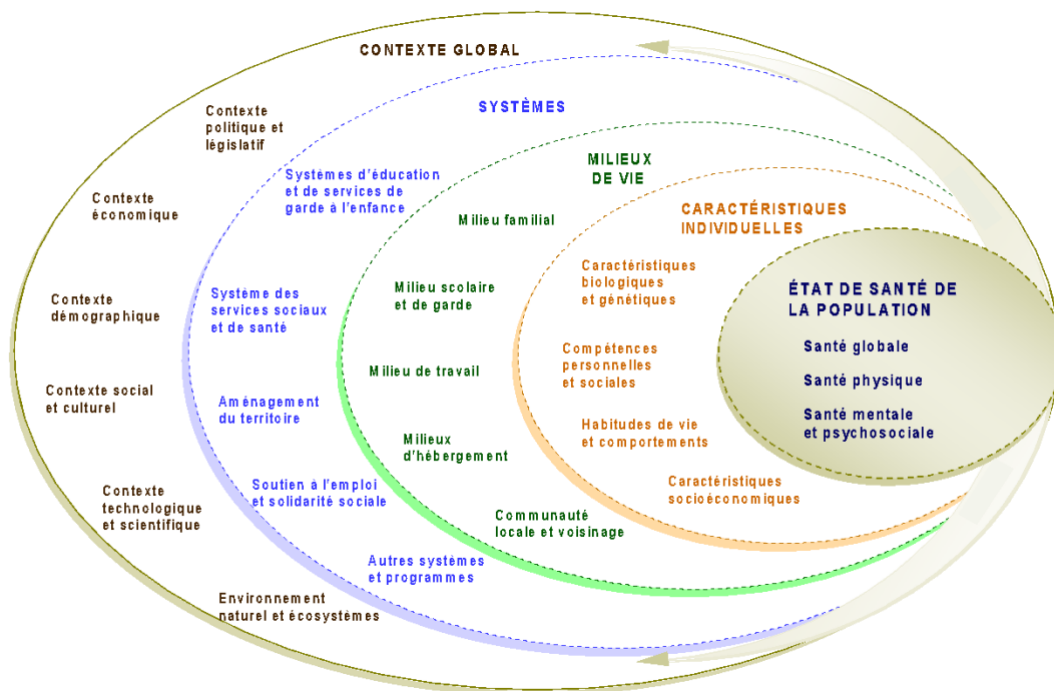 CONTEXTE GLOBAL
Contexte
politique et
législatif
Contexte
économique
Contexte
démographique
Contexte social
et culturel
Contexte
technologique
et scientifique
Environnement
naturel et écosystèmes
SYSTÈMES
Systèmes d'éducation
et de services de
garde à l'enfance
Système des
services sociaux
et de santé
Aménagement
du territoire
Soutien à l'emploi
et solidarité sociale
Autres systèmes
et programmes
MILIEUX
DE VIE
Milieu familial
Milieu scolaire
et de garde
Milieu de travail
Milieux
d'hébergement
Communauté
locale et voisinage
CARACTÉRISTIQUES
INDIVIDUELLES
Caractéristiques
biologiques
et génétiques
Compétences
personnelles
et sociales
Habitudes de vie
et comportements
Caractéristiques
socioéconomiques
ÉTAT DE SANTÉ DE
LA POPULATION
Santé globale
Santé physique
Santé mentale
et psychosociale